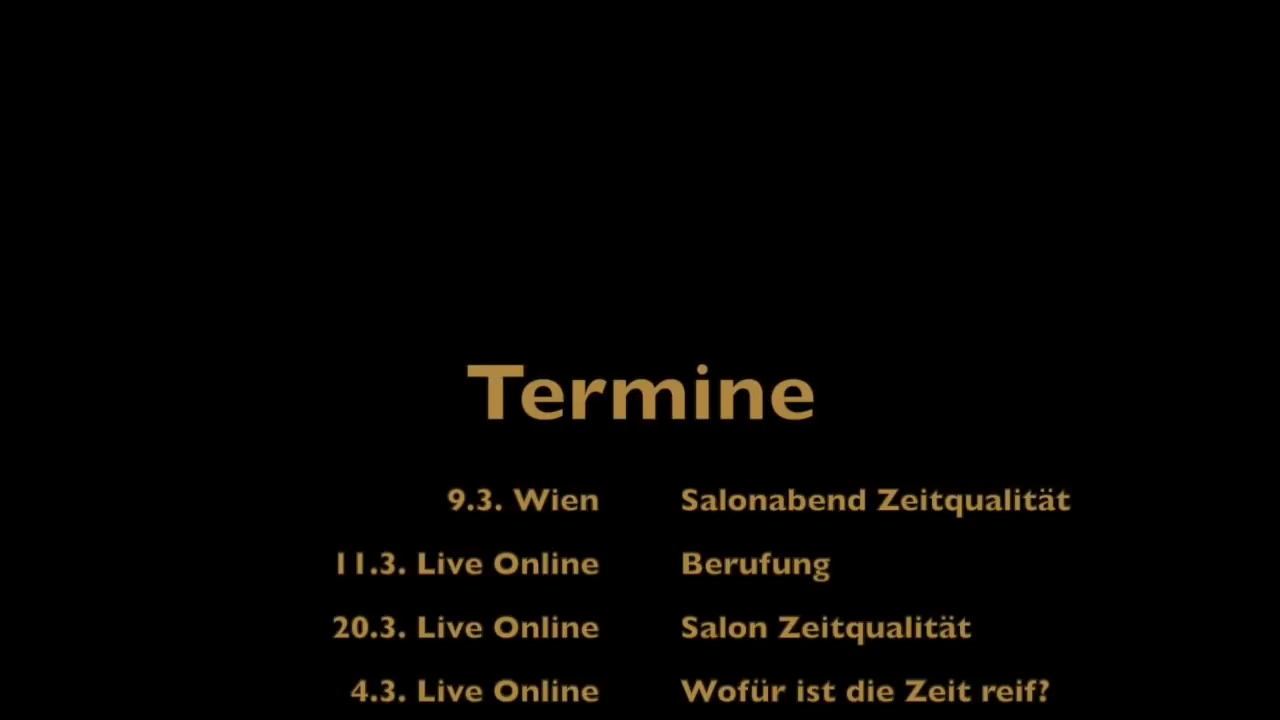 Termine
9.3. Wien Salonabend Zeitqualität
11.3. Live Online Berufung
20.3. Live Online Salon Zeitqualität
4.3. Live Online Wofür ist die Zeit reif?